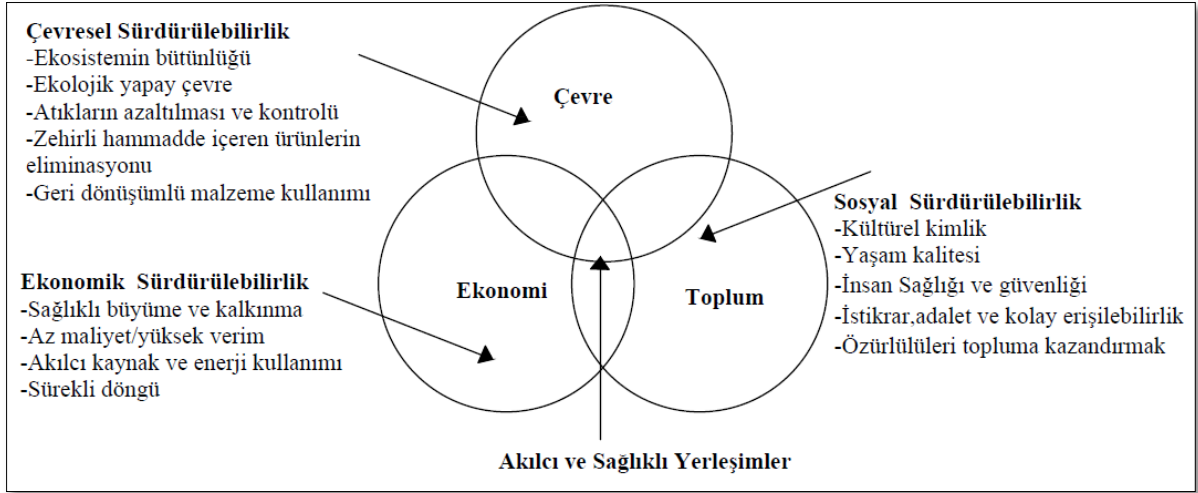 Çevresel Sürdürülebilirlik
-Ekosistemin bütünlüğü
-Ekolojik yapay çevre
-Atıkların azaltılması ve kontrolü
-Zehirli hammadde içeren ürünlerin
eliminasyonu
-Geri dönüşümlü malzeme kullanımı
Çevre
Ekonomik Sürdürülebilirlik
-Sağlıklı büyüme ve kalkınma
-Az maliyet/yüksek verim
-Akılcı kaynak ve enerji kullanımı
-Sürekli döngü
Ekonomi
Toplum
Sosyal Sürdürülebilirlik
-Kültürel kimlik
-Yaşam kalitesi
-İnsan Sağlığı ve güvenliği
-İstikrar,adalet ve kolay erişilebilirlik
-Özürlülüleri topluma kazandırmak
Akılcı ve Sağlıklı Yerleşimler